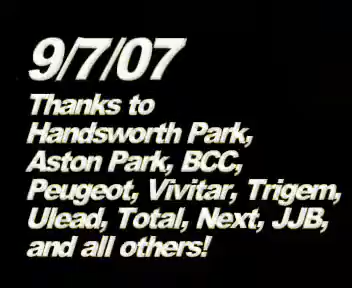 9/7/07
Thanks to
Handsworth Park,
Aston Park, BCC,
Peugeot, Vivitar, Trigem,
Ulead, Total, Next, JJB,
and all others!